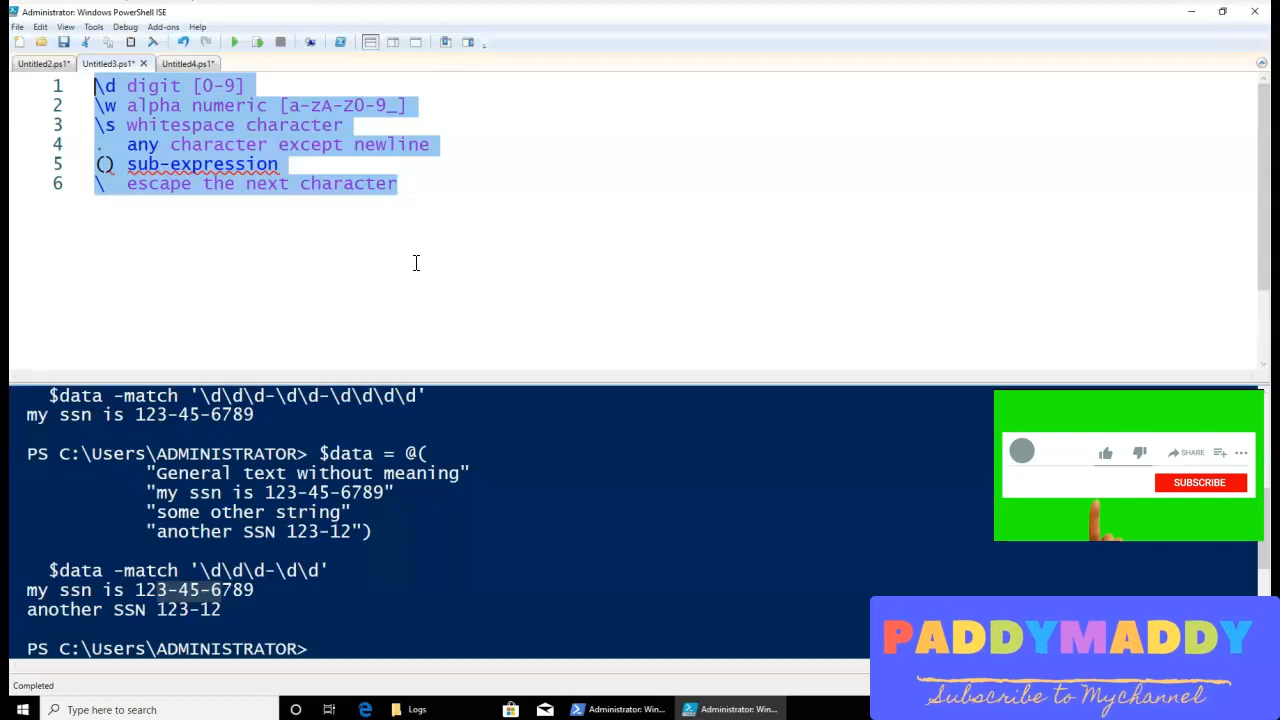 Administrator: Windows PowerShell ISE
File Edit View Tools Debug Add-ons Help
Untitled2.ps1* Untitled3.ps1* Untitled4.ps1*
1 \d digit [0-9]
2 \w alpha numeric [a-zA-Z0-9_]
3 \s whitespace character
4 . any character except newline
5 () sub-expression
6 \ escape the next character
$data -match '\d\d\d-\d\d-\d\d\d\d'
my ssn is 123-45-6789
PS C:\Users\ADMINISTRATOR> $data = @(
"General text without meaning"
"my ssn is 123-45-6789"
"some other string"
"another SSN 123-12")
$data -match '\d\d\d-\d\d'
my ssn is 123-45-6789
another SSN 123-12
PS C:\Users\ADMINISTRATOR>
SHARE
SUBSCRIBE
PADDYMADDY
Subscribe to Mychannel
Completed
Type here to search
Logs
Administrator: Win...
Administrator: Win...